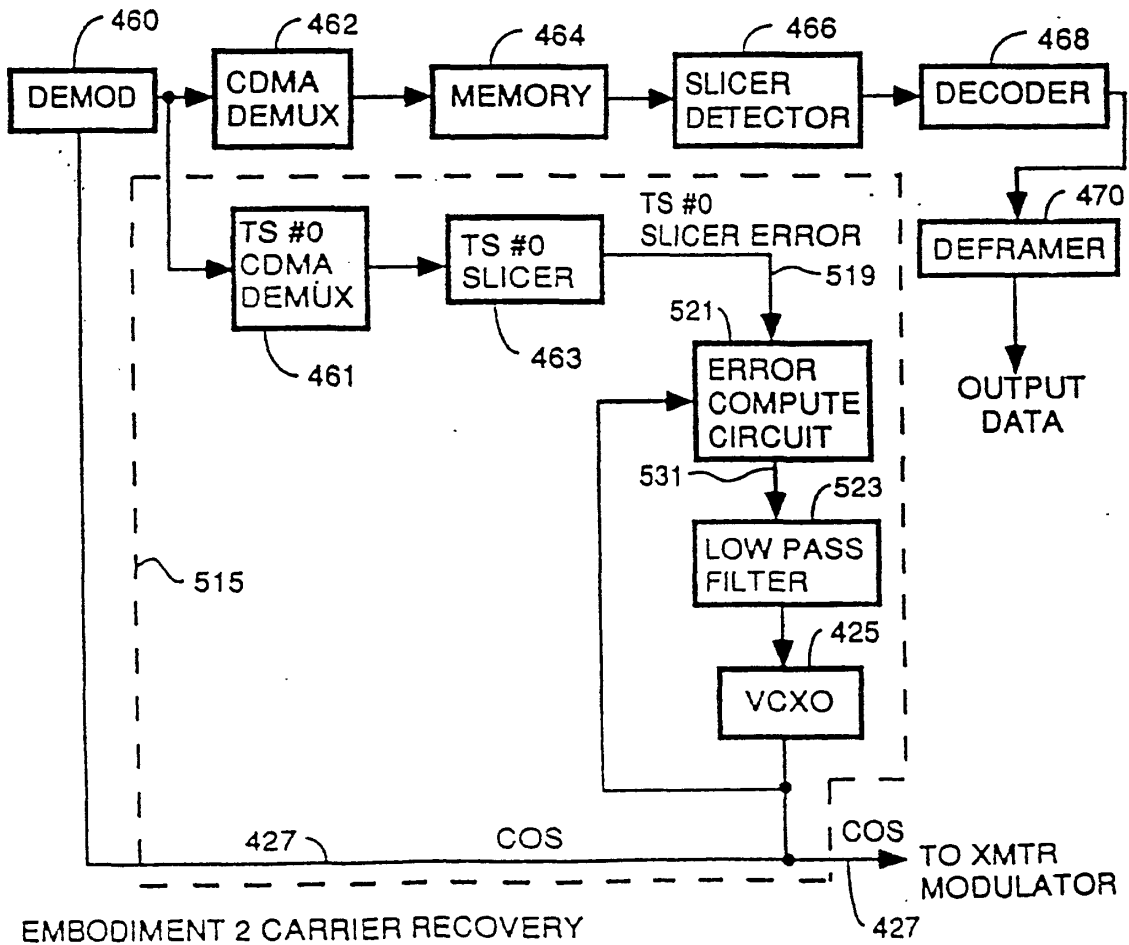 460
462
464
466
468
DEMOD
CDMA
DEMUX
MEMORY
SLICER
DETECTOR
DECODER
TS #0
CDMA
DEMUX
461
TS #0
SLICER
463
TS #0
SLICER ERROR
519
470
DEFRAMER
OUTPUT
DATA
521
ERROR
COMPUTE
CIRCUIT
531
523
LOW PASS
FILTER
515
425
VCXO
427
COS
COS
TO XMTR
MODULATOR
427
EMBODIMENT 2 CARRIER RECOVERY